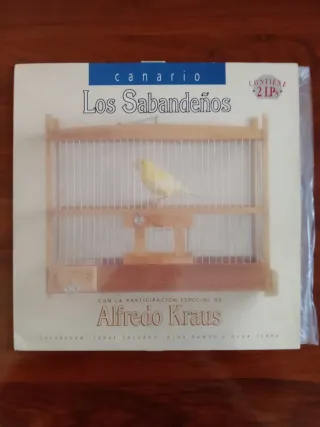 canario
Los Sabandeños
CONTIENE
2 LPs
CON LA PARTICIPACIÓN ESPECIAL DE
Alfredo Kraus